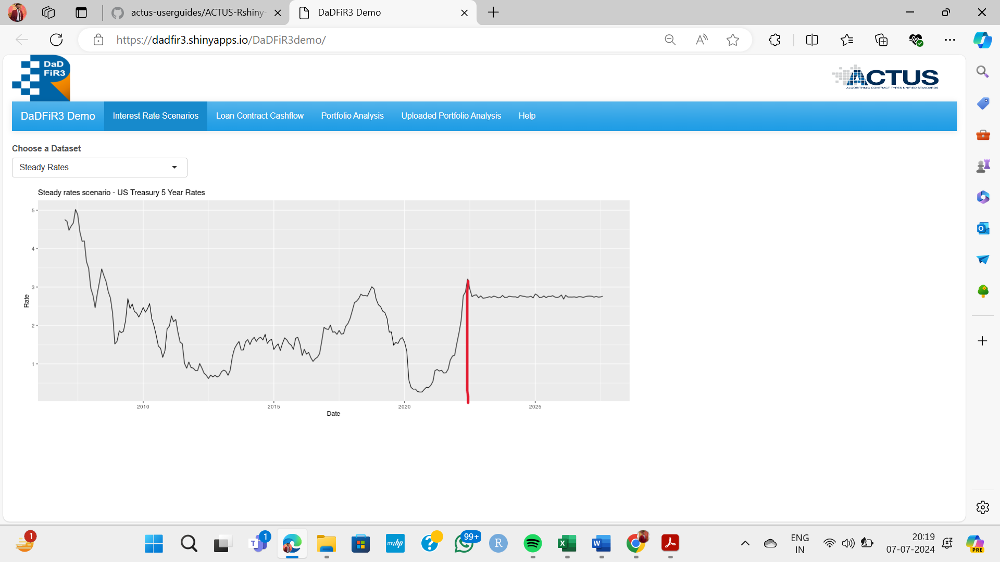 actus-userguides/ACTUS-Rshiny-
DaDFiR3 Demo
https://dadfir3.shinyapps.io/DaDFiR3demo/
DaD
FiR3
ACTUS
ALGORITHMIC CONTRACT TYPES UNIFIED STANDARDS
DaDFiR3 Demo
Interest Rate Scenarios
Loan Contract Cashflow
Portfolio Analysis
Uploaded Portfolio Analysis
Help
Choose a Dataset
Steady Rates
Steady rates scenario - US Treasury 5 Year Rates
5
4
3
2
1
Rate
2010
2015
2020
2025
Date
1
T
1
myhp
?
99+
R
X
W
ENG
IN
20:19
07-07-2024
PRE